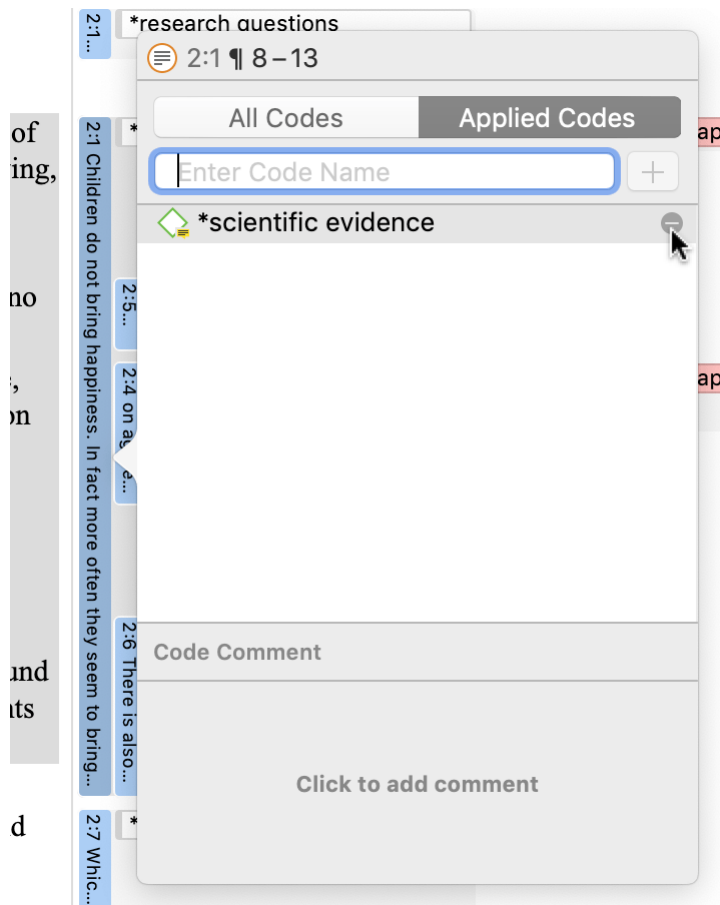 *research questions
2:1...
2:1 ¶ 8–13
All Codes
Applied Codes
Enter Code Name
*scientific evidence
Code Comment
Click to add comment
of
ing,
no
on
und
nts
d
2:1 Children do not bring happiness. In fact more often they seem to bring...
2:5...
2:4 on
2:6 There is also...
2:7 Whic...
*
*
ap
ap